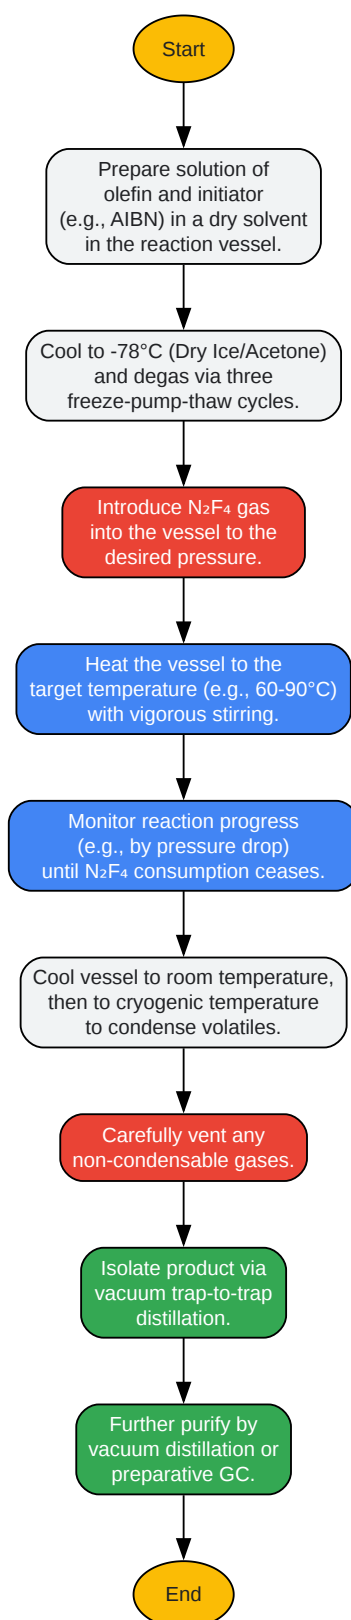 Start
Prepare solution of
olefin and initiator
(e.g., AIBN) in a dry solvent
in the reaction vessel.
Cool to -78°C (Dry Ice/Acetone)
and degas via three
freeze-pump-thaw cycles.
Introduce N₂F₄ gas
into the vessel to the
desired pressure.
Heat the vessel to the
target temperature (e.g., 60-90°C)
with vigorous stirring.
Monitor reaction progress
(e.g., by pressure drop)
until N₂F₄ consumption ceases.
Cool vessel to room temperature,
then to cryogenic temperature
to condense volatiles.
Carefully vent any
non-condensable gases.
Isolate product via
vacuum trap-to-trap
distillation.
Further purify by
vacuum distillation or
preparative GC.
End